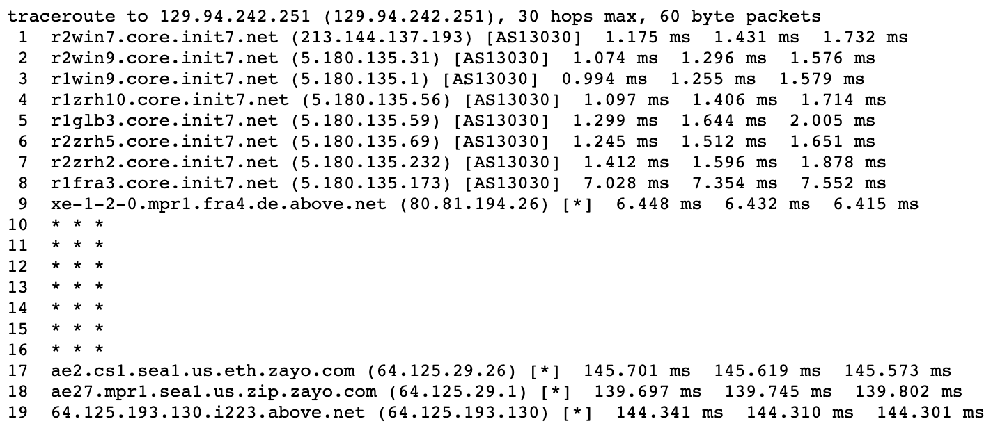 traceroute to 129.94.242.251 (129.94.242.251), 30 hops max, 60 byte packets
 1  r2win7.core.init7.net (213.144.137.193) [AS13030]  1.175 ms  1.431 ms  1.732 ms
 2  r2win9.core.init7.net (5.180.135.31) [AS13030]  1.074 ms  1.296 ms  1.576 ms
 3  r1win9.core.init7.net (5.180.135.1) [AS13030]  0.994 ms  1.255 ms  1.579 ms
 4  r1zrh10.core.init7.net (5.180.135.56) [AS13030]  1.097 ms  1.406 ms  1.714 ms
 5  r1glb3.core.init7.net (5.180.135.59) [AS13030]  1.299 ms  1.644 ms  2.005 ms
 6  r2zrh5.core.init7.net (5.180.135.69) [AS13030]  1.245 ms  1.512 ms  1.651 ms
 7  r2zrh2.core.init7.net (5.180.135.232) [AS13030]  1.412 ms  1.596 ms  1.878 ms
 8  r1fra3.core.init7.net (5.180.135.173) [AS13030]  7.028 ms  7.354 ms  7.552 ms
 9  xe-1-2-0.mpr1.fra4.de.above.net (80.81.194.26) [*]  6.448 ms  6.432 ms  6.415 ms
10  * * *
11  * * *
12  * * *
13  * * *
14  * * *
15  * * *
16  * * *
17  ae2.cs1.sea1.us.eth.zayo.com (64.125.29.26) [*]  145.701 ms  145.619 ms  145.573 ms
18  ae27.mpr1.sea1.us.zip.zayo.com (64.125.29.1) [*]  139.697 ms  139.745 ms  139.802 ms
19  64.125.193.130.i223.above.net (64.125.193.130) [*]  144.341 ms  144.310 ms  144.301 ms